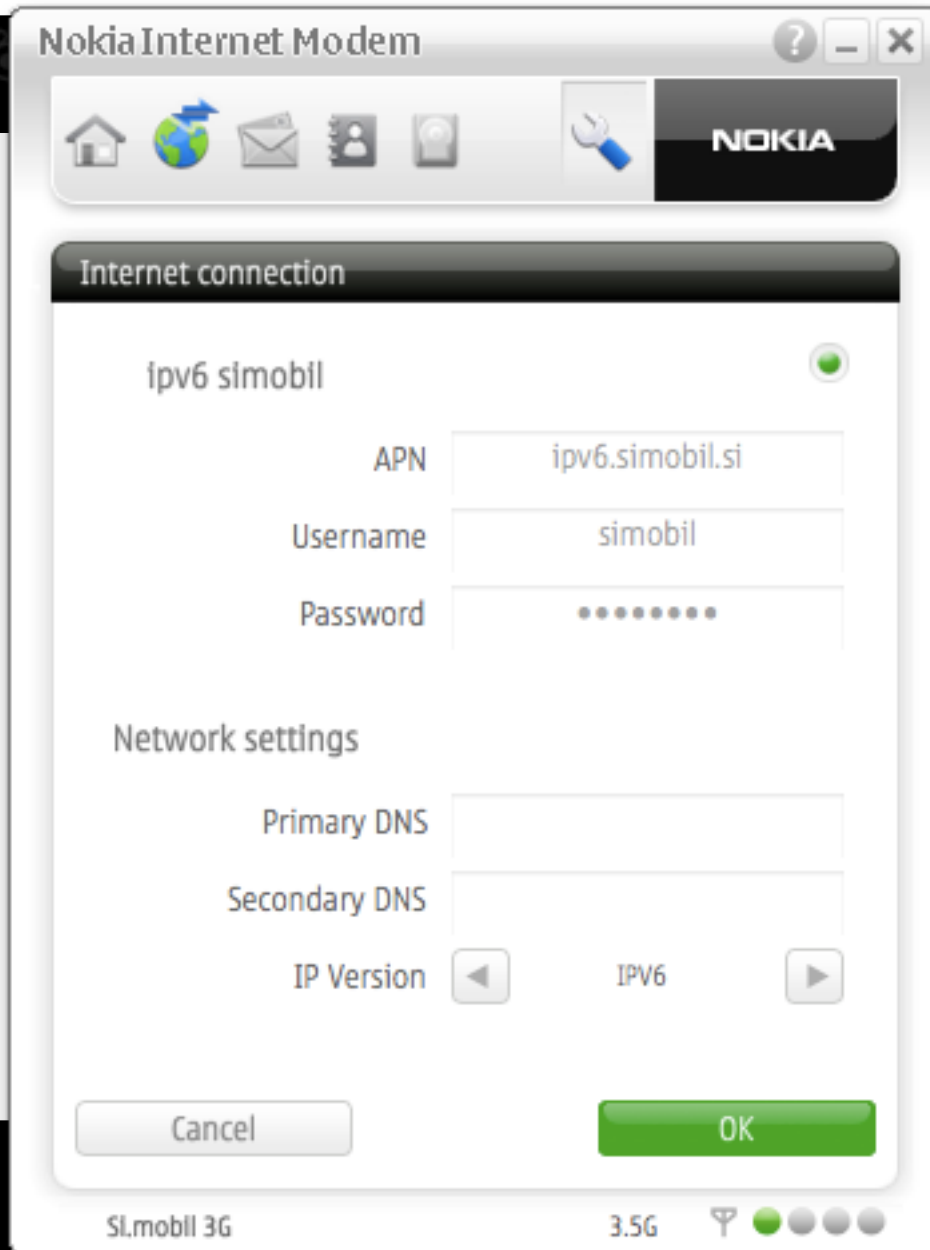 Nokia Internet Modem
NOKIA
Internet connection
ipv6 simobil
APN ipv6.simobil.si
Username simobil
Password ••••••••
Network settings
Primary DNS
Secondary DNS
IP Version IPV6
Cancel OK
Si.mobil 3G 3.5G